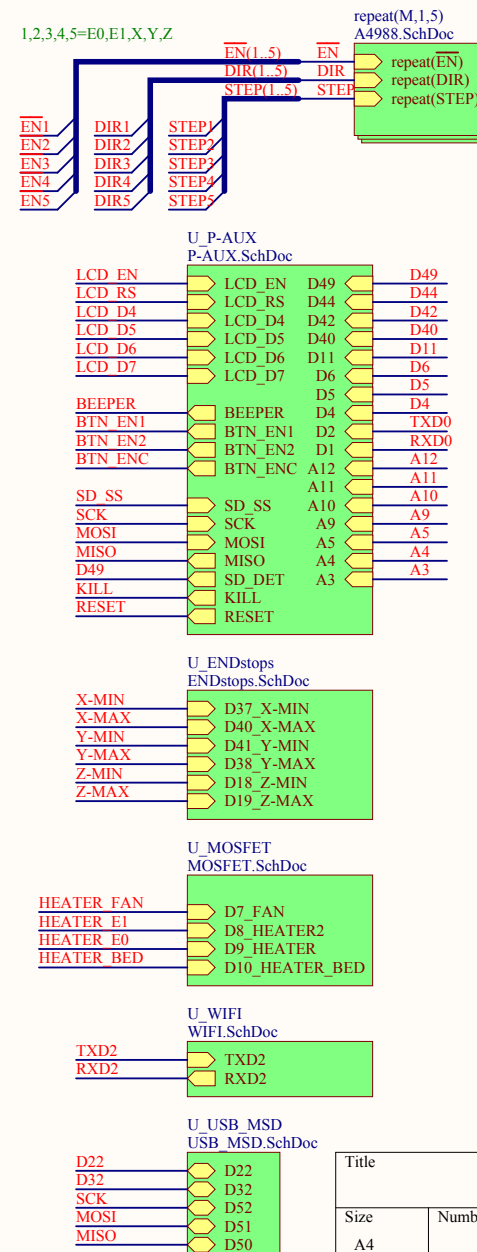 repeat(M,1,5)
1,2,3,4,5=E0,E1,X,Y,Z
A4988.SchDoc
EN(1..5) EN repeat(EN)
DIR(1..5) DIR repeat(DIR)
STEP(1..5) STEP repeat(STEP)
EN1 DIR1 STEP1
EN2 DIR2 STEP2
EN3 DIR3 STEP3
EN4 DIR4 STEP4
EN5 DIR5 STEP5
U_P-AUX
P-AUX.SchDoc
LCD_EN LCD_EN D49 D49
LCD_RS LCD_RS D44 D44
LCD_D4 LCD_D4 D42 D42
LCD_D5 LCD_D5 D40 D40
LCD_D6 LCD_D6 D11 D11
LCD_D7 LCD_D7 D6 D6
D5 D5
BEEPER BEEPER D4 D4
BTN_EN1 BTN_EN1 D2 TXD0
BTN_EN2 BTN_EN2 D1 RXD0
BTN_ENC BTN_ENC A12 A12
A11 A11
SD_SS SD_SS A10 A10
SCK SCK A9 A9
MOSI MOSI A5 A5
MISO MISO A4 A4
D49 SD_DET A3 A3
KILL KILL
RESET RESET
U_ENDstops
ENDstops.SchDoc
X-MIN D37_X-MIN
X-MAX D40_X-MAX
Y-MIN D41_Y-MIN
Y-MAX D38_Y-MAX
Z-MIN D18_Z-MIN
Z-MAX D19_Z-MAX
U_MOSFET
MOSFET.SchDoc
HEATER_FAN D7_FAN
HEATER_E1 D8_HEATER2
HEATER_E0 D9_HEATER
HEATER_BED D10_HEATER_BED
U_WIFI
WIFI.SchDoc
TXD2 TXD2
RXD2 RXD2
U_USB_MSD
USB_MSD.SchDoc
D22 D22
D32 D32
SCK D52
MOSI D51
MISO D50
Title
Size Numb
A4